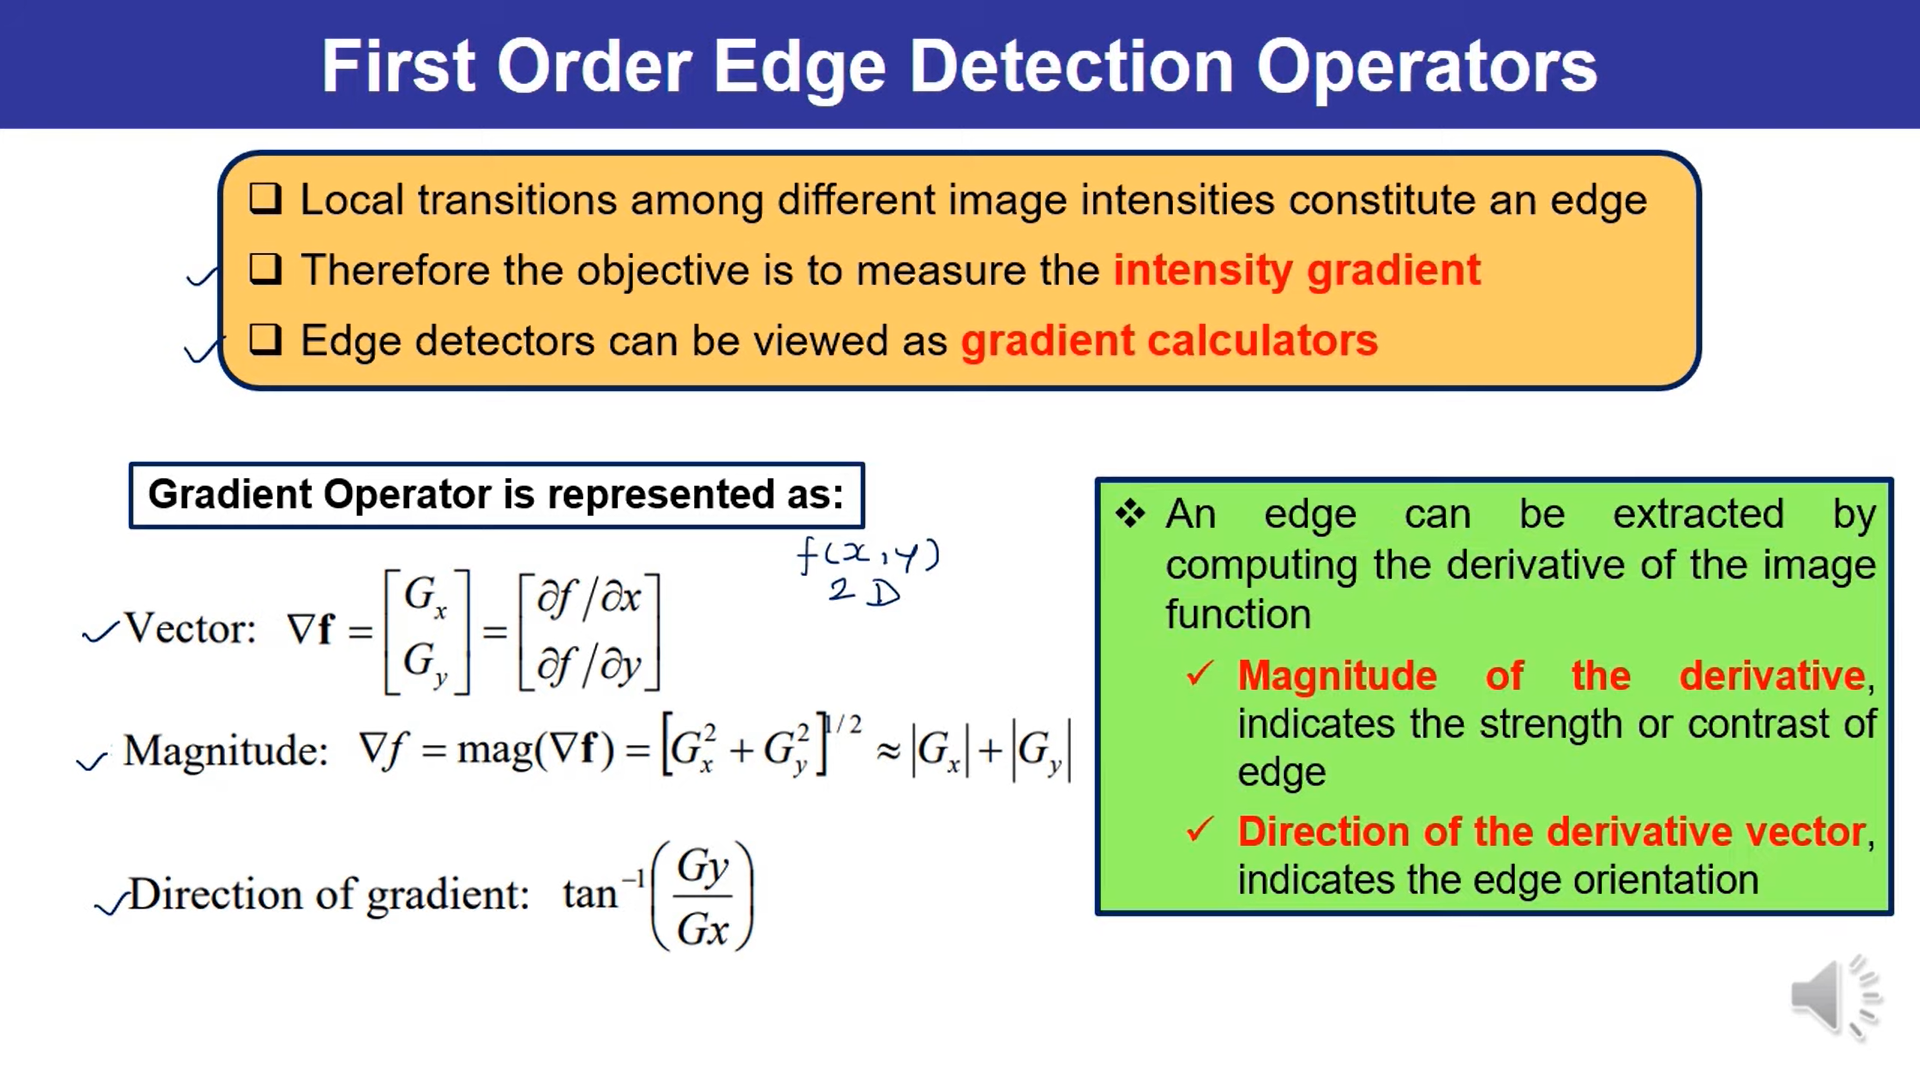 First Order Edge Detection Operators
❑ Local transitions among different image intensities constitute an edge
❑ Therefore the objective is to measure the intensity gradient
❑ Edge detectors can be viewed as gradient calculators
Gradient Operator is represented as:
f(x,y)
2D
Vector: ∇f = [Gx Gy] = [∂f/∂x ∂f/∂y]
Magnitude: ∇f = mag(∇f) = [Gx² + Gy²]^1/2 ≈ |Gx| + |Gy|
Direction of gradient: tan⁻¹(Gy/Gx)
❖ An edge can be extracted by
computing the derivative of the image
function
✓ Magnitude of the derivative,
indicates the strength or contrast of
edge
✓ Direction of the derivative vector,
indicates the edge orientation